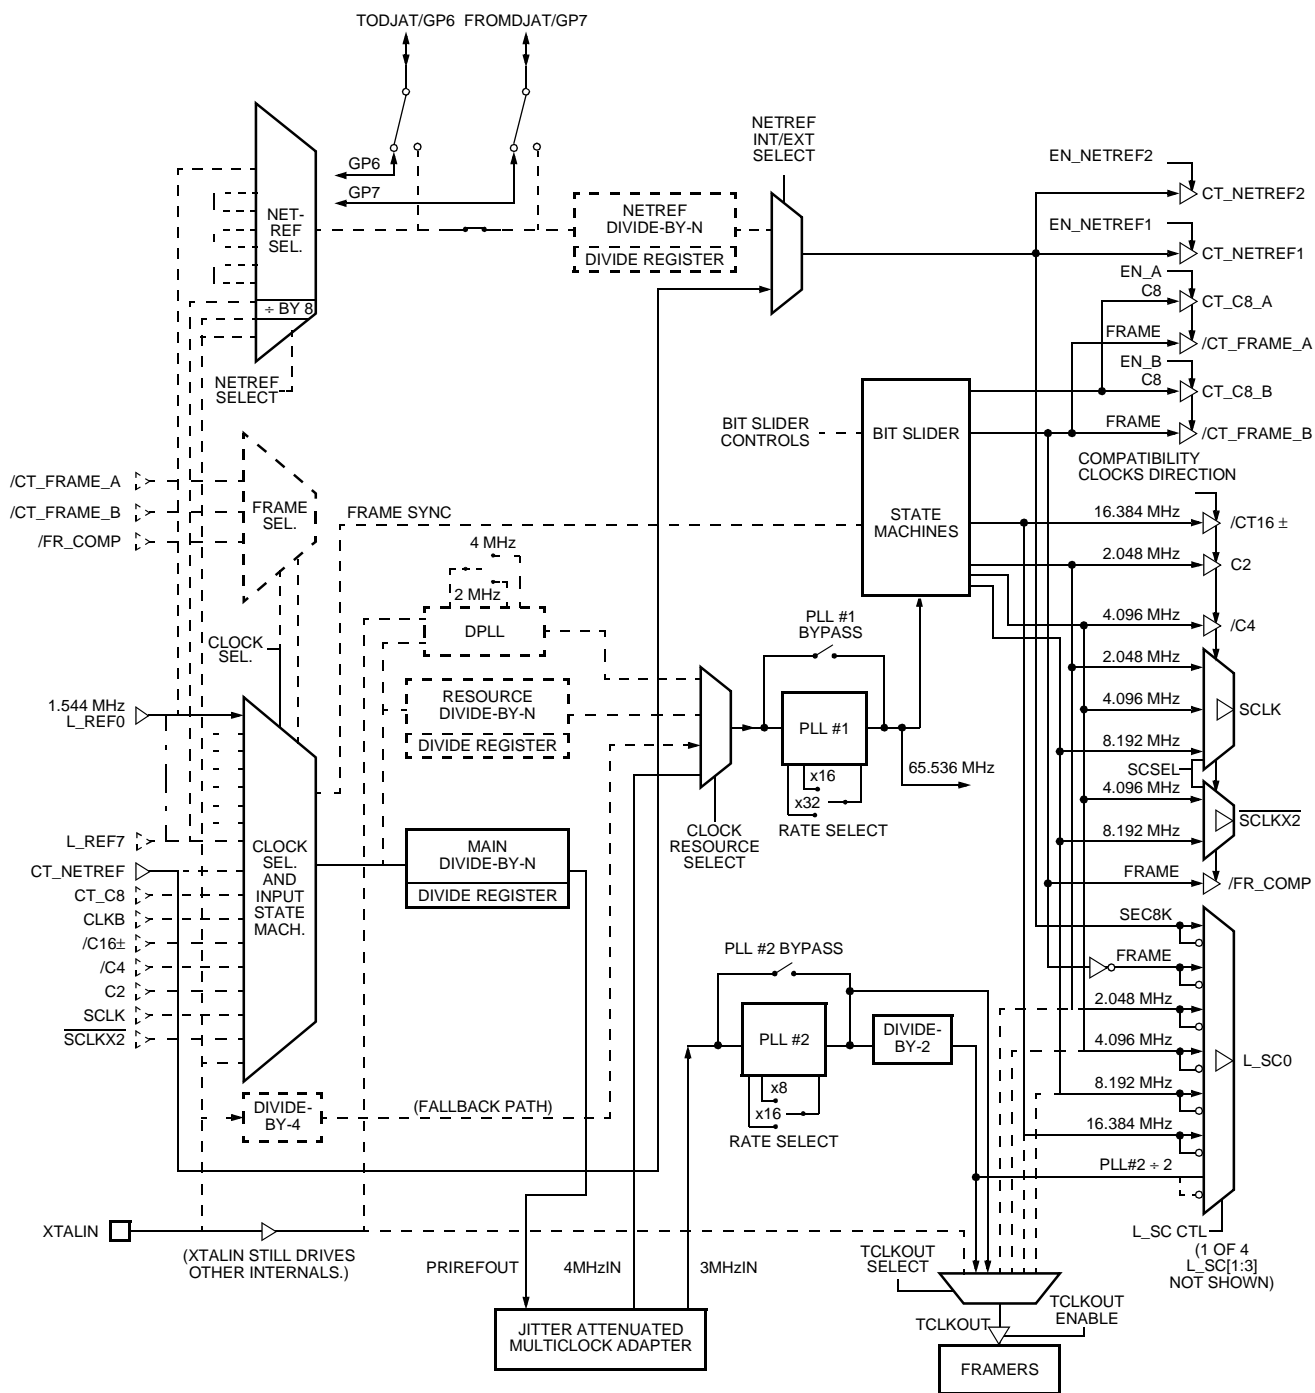 TODJAT/GP6 FROMDJAT/GP7
NETREF
INT/EXT
SELECT
GP6
GP7
NET-
REF
SEL.
÷ BY 8
NETREF
SELECT
NETREF
DIVIDE-BY-N
DIVIDE REGISTER
EN_NETREF2
CT_NETREF2
EN_NETREF1
CT_NETREF1
EN_A
C8
CT_C8_A
FRAME
/CT_FRAME_A
EN_B
C8
CT_C8_B
FRAME
/CT_FRAME_B
BIT SLIDER
CONTROLS
BIT SLIDER
STATE
MACHINES
COMPATIBILITY
CLOCKS DIRECTION
/CT_FRAME_A
/CT_FRAME_B
/FR_COMP
FRAME
SEL.
FRAME SYNC
16.384 MHz
/CT16 ±
2.048 MHz
C2
4.096 MHz
/C4
4 MHz
2 MHz
DPLL
CLOCK
SEL.
PLL #1
BYPASS
2.048 MHz
4.096 MHz
SCLK
8.192 MHz
SCSEL
4.096 MHz
SCLKX2
8.192 MHz
FRAME
/FR_COMP
1.544 MHz
L_REF0
RESOURCE
DIVIDE-BY-N
DIVIDE REGISTER
PLL #1
65.536 MHz
x16
x32
RATE SELECT
CLOCK
RESOURCE
SELECT
L_REF7
CT_NETREF
CT_C8
CLKB
/C16±
/C4
C2
SCLK
SCLKX2
CLOCK
SEL.
AND
INPUT
STATE
MACH.
MAIN
DIVIDE-BY-N
DIVIDE REGISTER
PLL #2 BYPASS
PLL #2
DIVIDE-
BY-2
x8
x16
RATE SELECT
SEC8K
FRAME
2.048 MHz
4.096 MHz
L_SC0
8.192 MHz
16.384 MHz
PLL#2 ÷ 2
DIVIDE-
BY-4
(FALLBACK PATH)
XTALIN
(XTALIN STILL DRIVES
OTHER INTERNALS.)
PRIREFOUT
4MHzIN
3MHzIN
L_SC CTL
(1 OF 4
L_SC[1:3]
NOT SHOWN)
TCLKOUT
SELECT
TCLKOUT
ENABLE
TCLKOUT
JITTER ATTENUATED
MULTICLOCK ADAPTER
FRAMERS